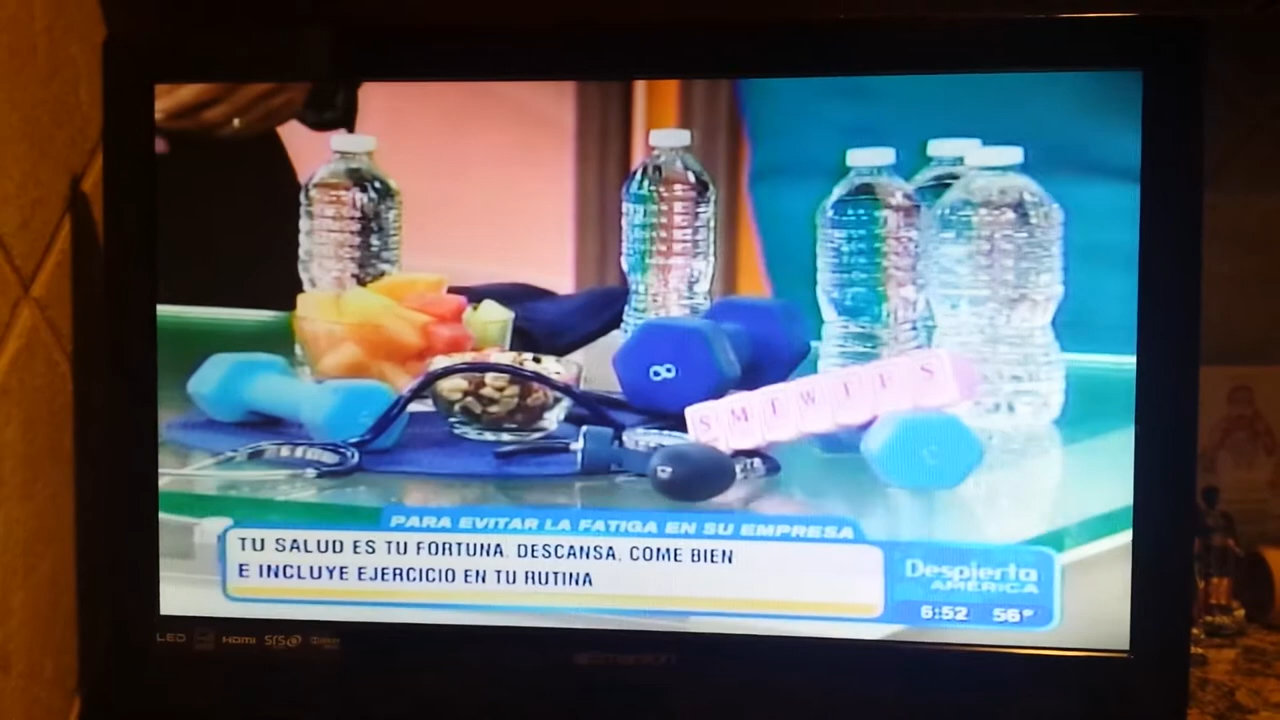 8
S M T W T F S
PARA EVITAR LA FATIGA EN SU EMPRESA
TU SALUD ES TU FORTUNA. DESCANSA, COME BIEN
E INCLUYE EJERCICIO EN TU RUTINA
Despierta
AMÉRICA
6:52 56°
LED HDMI SRS